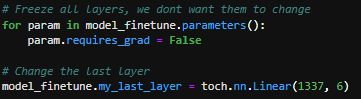 # Freeze all layers, we dont want them to change
for param in model_finetune.parameters():
    param.requires_grad = False

# Change the last layer
model_finetune.my_last_layer = toch.nn.Linear(1337, 6)